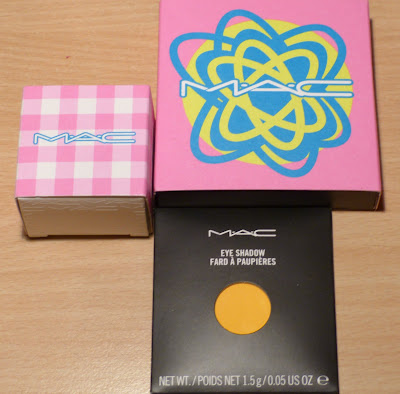 MAC
MAC
MAC
EYE SHADOW
FARD À PAUPIÈRES
NET WT. / POIDS NET 1.5 g / 0.05 US OZ ℮